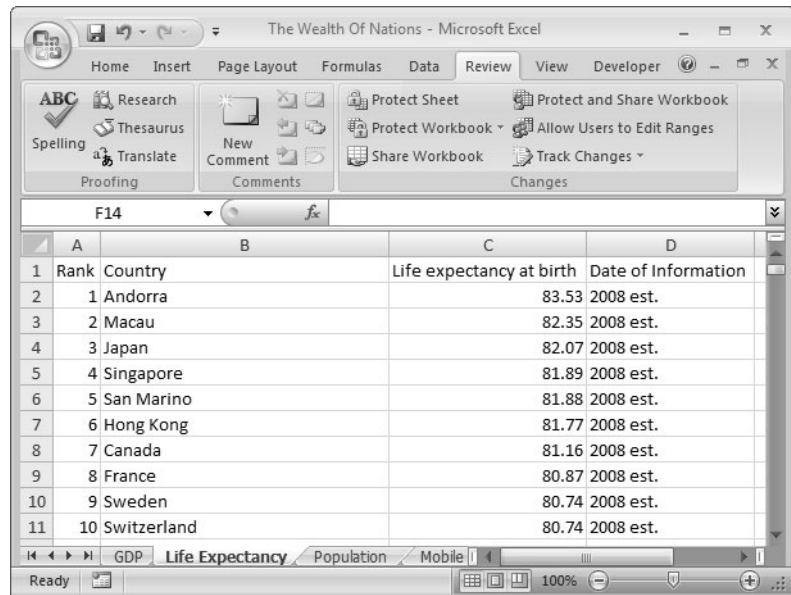 The Wealth Of Nations - Microsoft Excel
Home Insert Page Layout Formulas Data Review View Developer
ABC Spelling
Research
Thesaurus
Translate
Proofing
New Comment
Comments
Protect Sheet
Protect Workbook
Share Workbook
Protect and Share Workbook
Allow Users to Edit Ranges
Track Changes
Changes
F14 fx
A B C D
1 Rank Country Life expectancy at birth Date of Information
2 1 Andorra 83.53 2008 est.
3 2 Macau 82.35 2008 est.
4 3 Japan 82.07 2008 est.
5 4 Singapore 81.89 2008 est.
6 5 San Marino 81.88 2008 est.
7 6 Hong Kong 81.77 2008 est.
8 7 Canada 81.16 2008 est.
9 8 France 80.87 2008 est.
10 9 Sweden 80.74 2008 est.
11 10 Switzerland 80.74 2008 est.
GDP Life Expectancy Population Mobile
Ready 100%